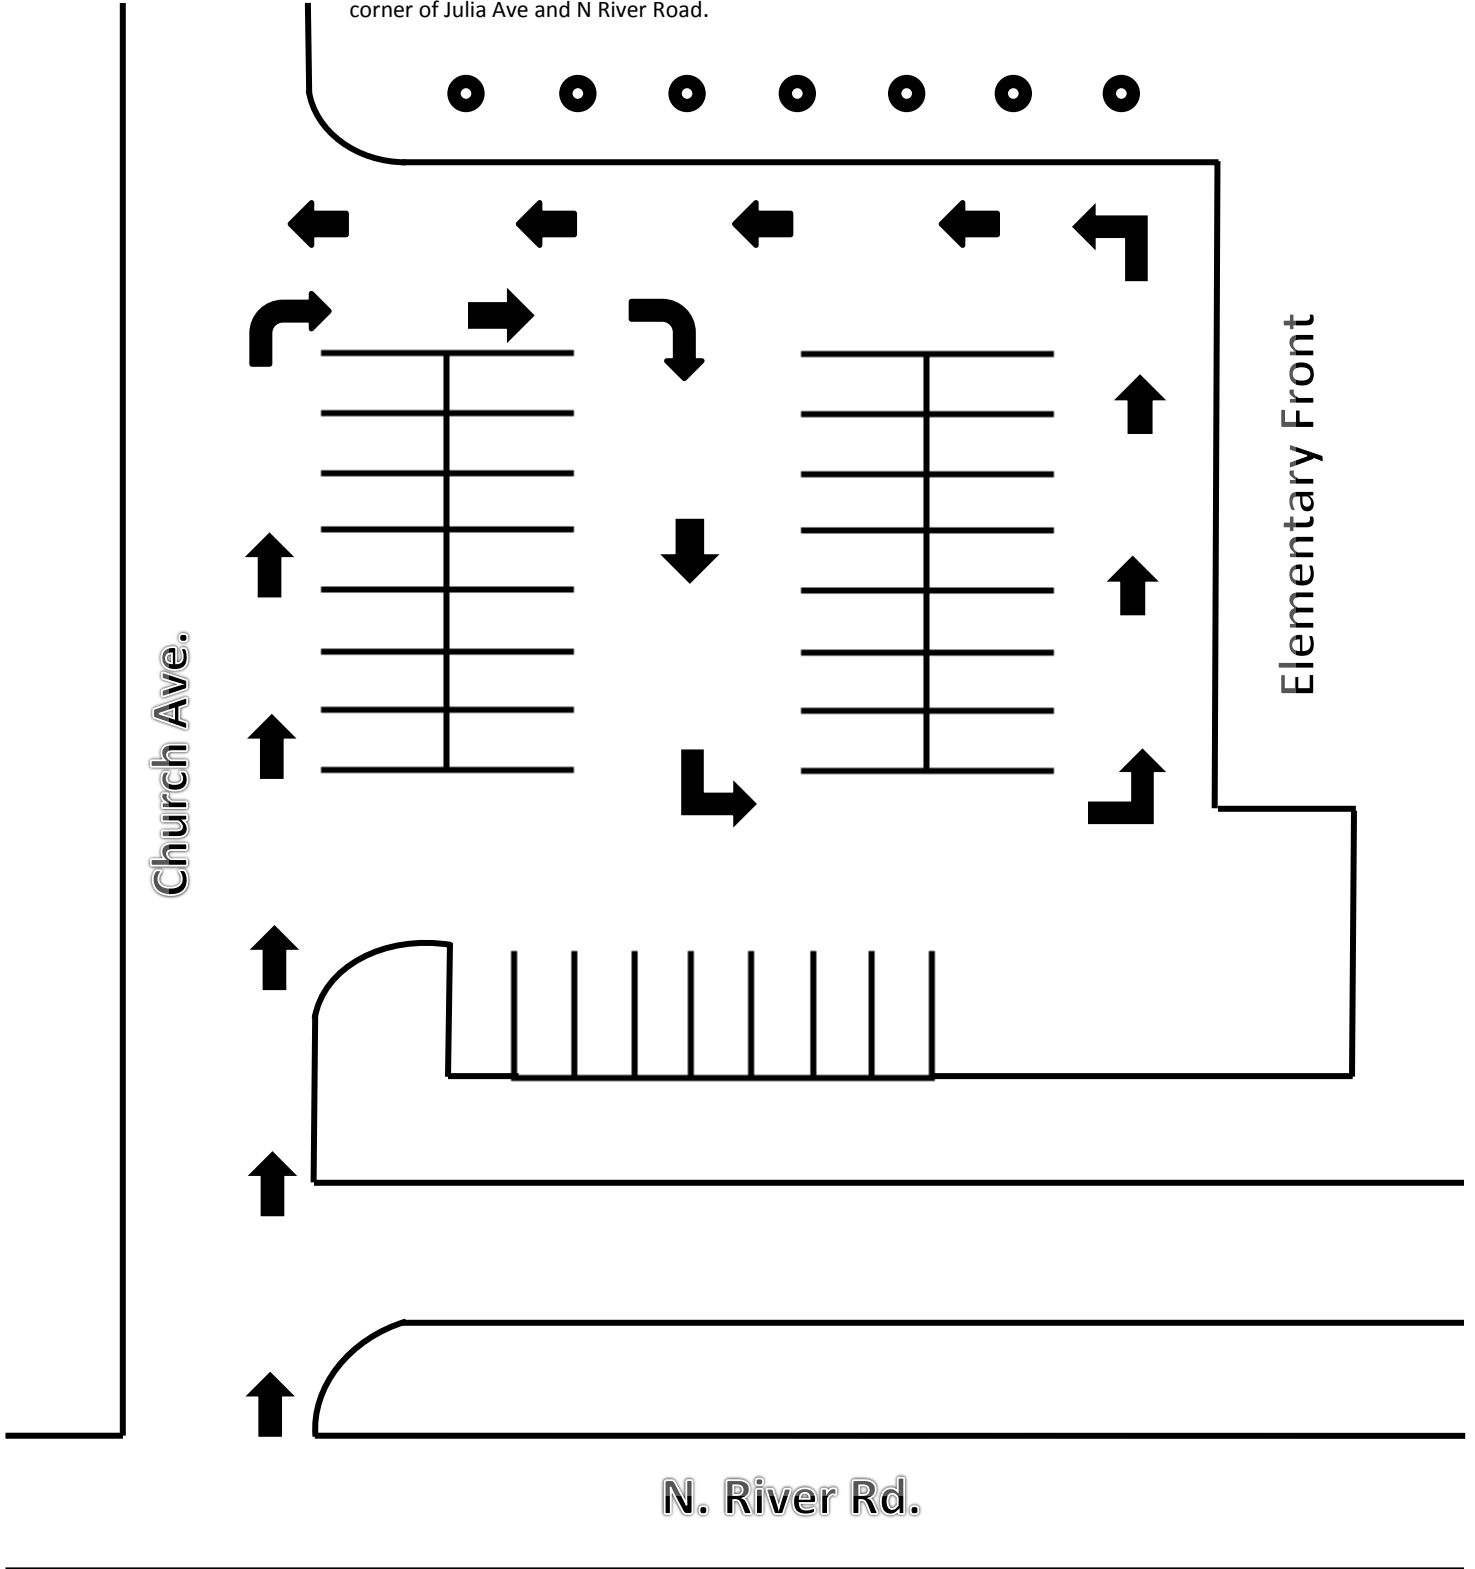 corner of Julia Ave and N River Road.
Elementary Front
Church Ave.
N. River Rd.